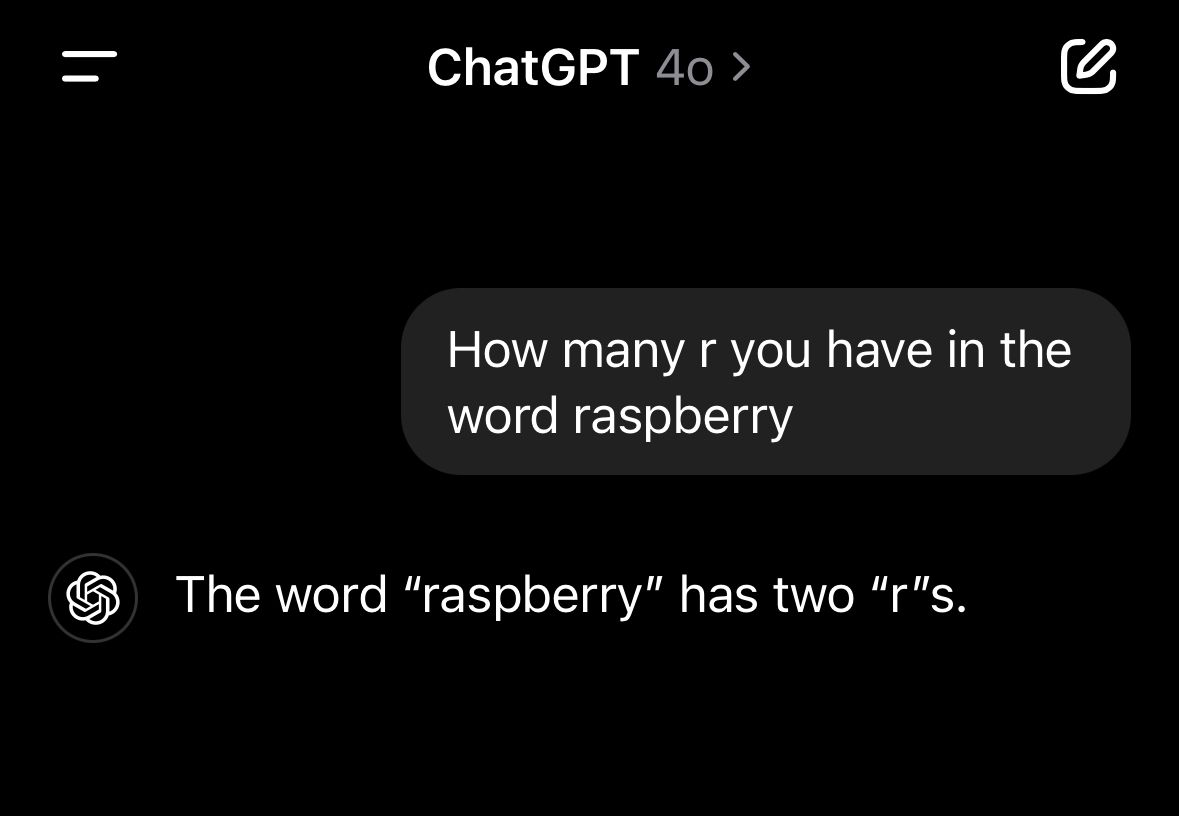 ChatGPT 4o >
How many r you have in the
word raspberry
The word “raspberry” has two “r”s.